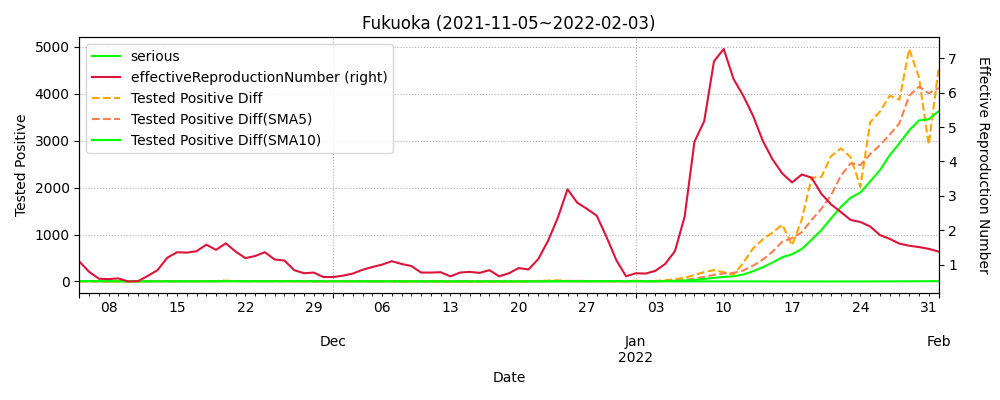 Fukuoka (2021-11-05~2022-02-03)
serious
effectiveReproductionNumber (right)
Tested Positive Diff
Tested Positive Diff(SMA5)
Tested Positive Diff(SMA10)
Tested Positive
5000
4000
3000
2000
1000
0
7
6
5
4
3
2
1
Effective Reproduction Number
08 15 22 29 06 13 20 27 03 10 17 24 31
Dec Jan Feb
2022
Date